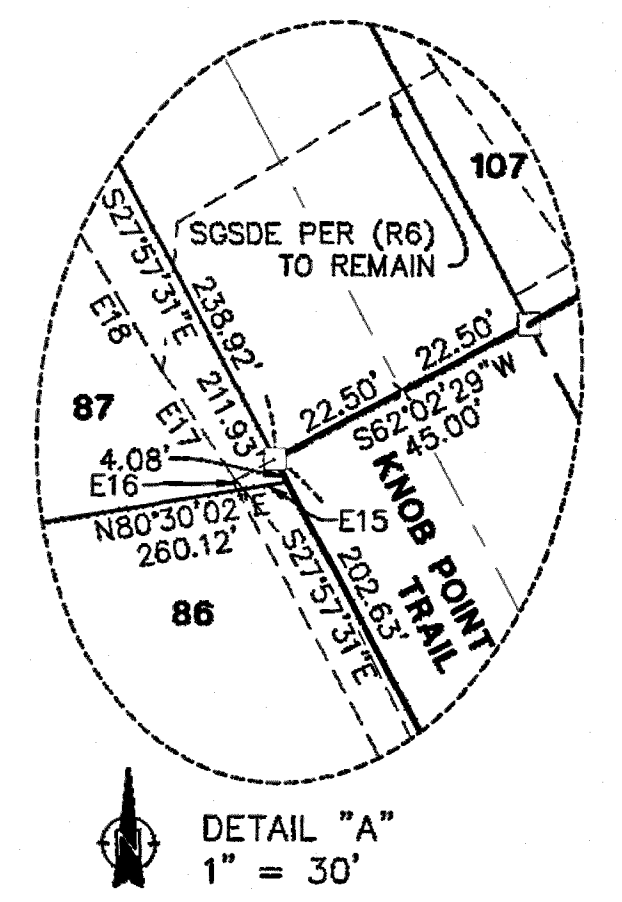 107
SGSDE PER (R6)
TO REMAIN
S27°57'31"E
238.92'
E18
22.50'
22.50'
S62°02'29"W
45.00'
87
211.93'
E17
4.08'
E16
E15
N80°30'02"E
260.12'
KNOB POINT
TRAIL
86
202.63'
S27°57'31"E
N
DETAIL "A"
1" = 30'